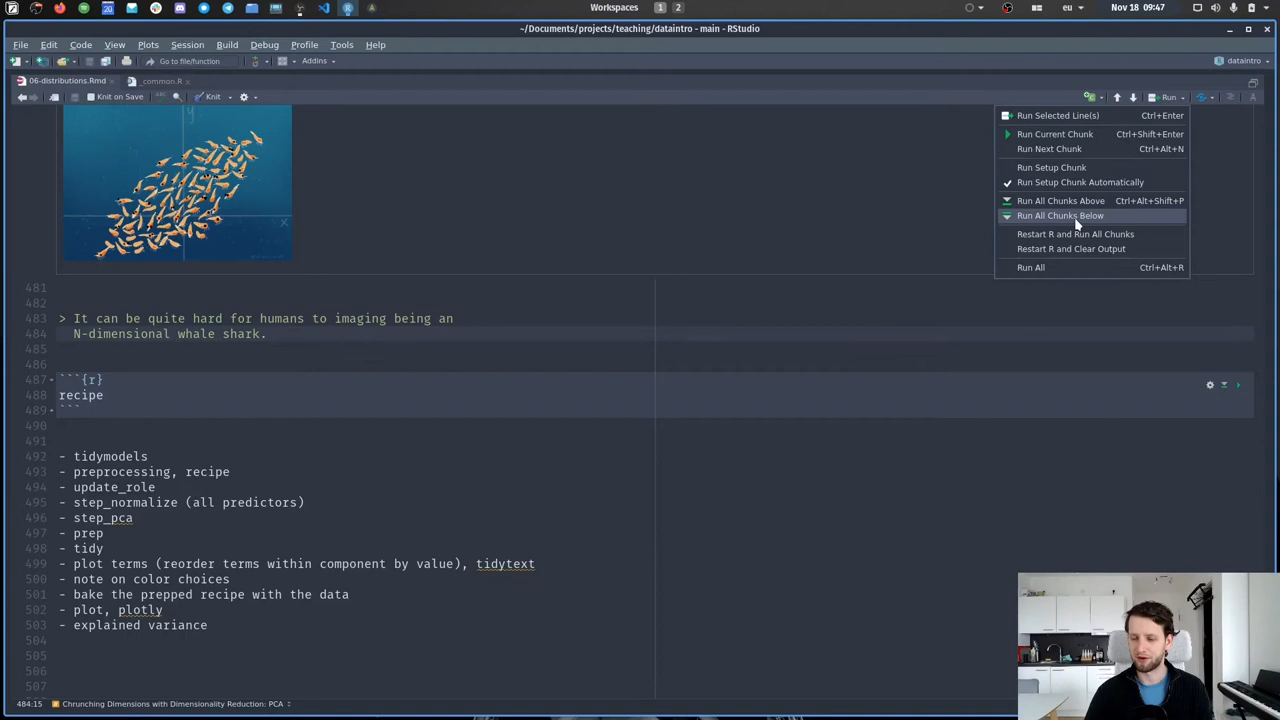 Workspaces 1 2
eu
Nov 18 09:47
~/Documents/projects/teaching/dataintro - main - RStudio
File Edit Code View Plots Session Build Debug Profile Tools Help
Go to file/function
Addins
dataintro
06-distributions.Rmd
_common.R
Knit on Save
Knit
Run
Run Selected Line(s) Ctrl+Enter
Run Current Chunk Ctrl+Shift+Enter
Run Next Chunk Ctrl+Alt+N
Run Setup Chunk
Run Setup Chunk Automatically
Run All Chunks Above Ctrl+Alt+Shift+P
Run All Chunks Below
Restart R and Run All Chunks
Restart R and Clear Output
Run All Ctrl+Alt+R
y
x
481
482
483 > It can be quite hard for humans to imaging being an
484 N-dimensional whale shark.
485
486
487 ```{r}
488 recipe
489 ```
490
491
492 - tidymodels
493 - preprocessing, recipe
494 - update_role
495 - step_normalize (all predictors)
496 - step_pca
497 - prep
498 - tidy
499 - plot terms (reorder terms within component by value), tidytext
500 - note on color choices
501 - bake the prepped recipe with the data
502 - plot, plotly
503 - explained variance
504
505
506
507
484:15 Chrunching Dimensions with Dimensionality Reduction: PCA